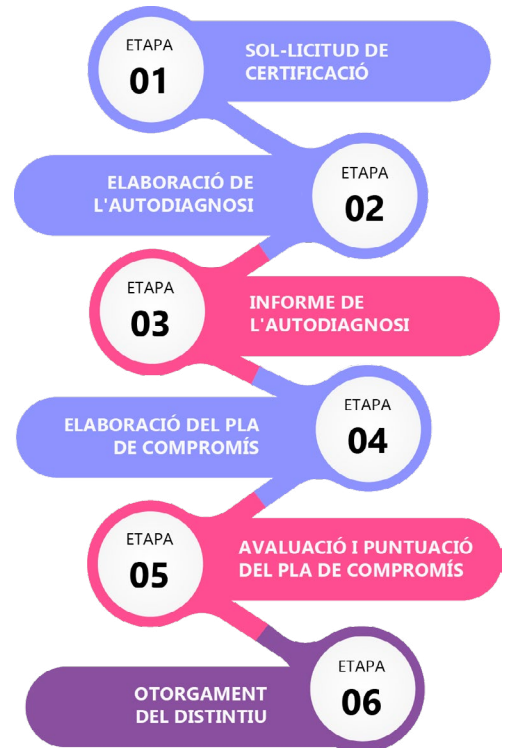 ETAPA
01
SOL-LICITUD DE
CERTIFICACIÓ
ELABORACIÓ DE
L'AUTODIAGNOSI
ETAPA
02
ETAPA
03
INFORME DE
L'AUTODIAGNOSI
ELABORACIÓ DEL PLA
DE COMPROMÍS
ETAPA
04
ETAPA
05
AVALUACIÓ I PUNTUACIÓ
DEL PLA DE COMPROMÍS
OTORGAMENT
DEL DISTINTIU
ETAPA
06